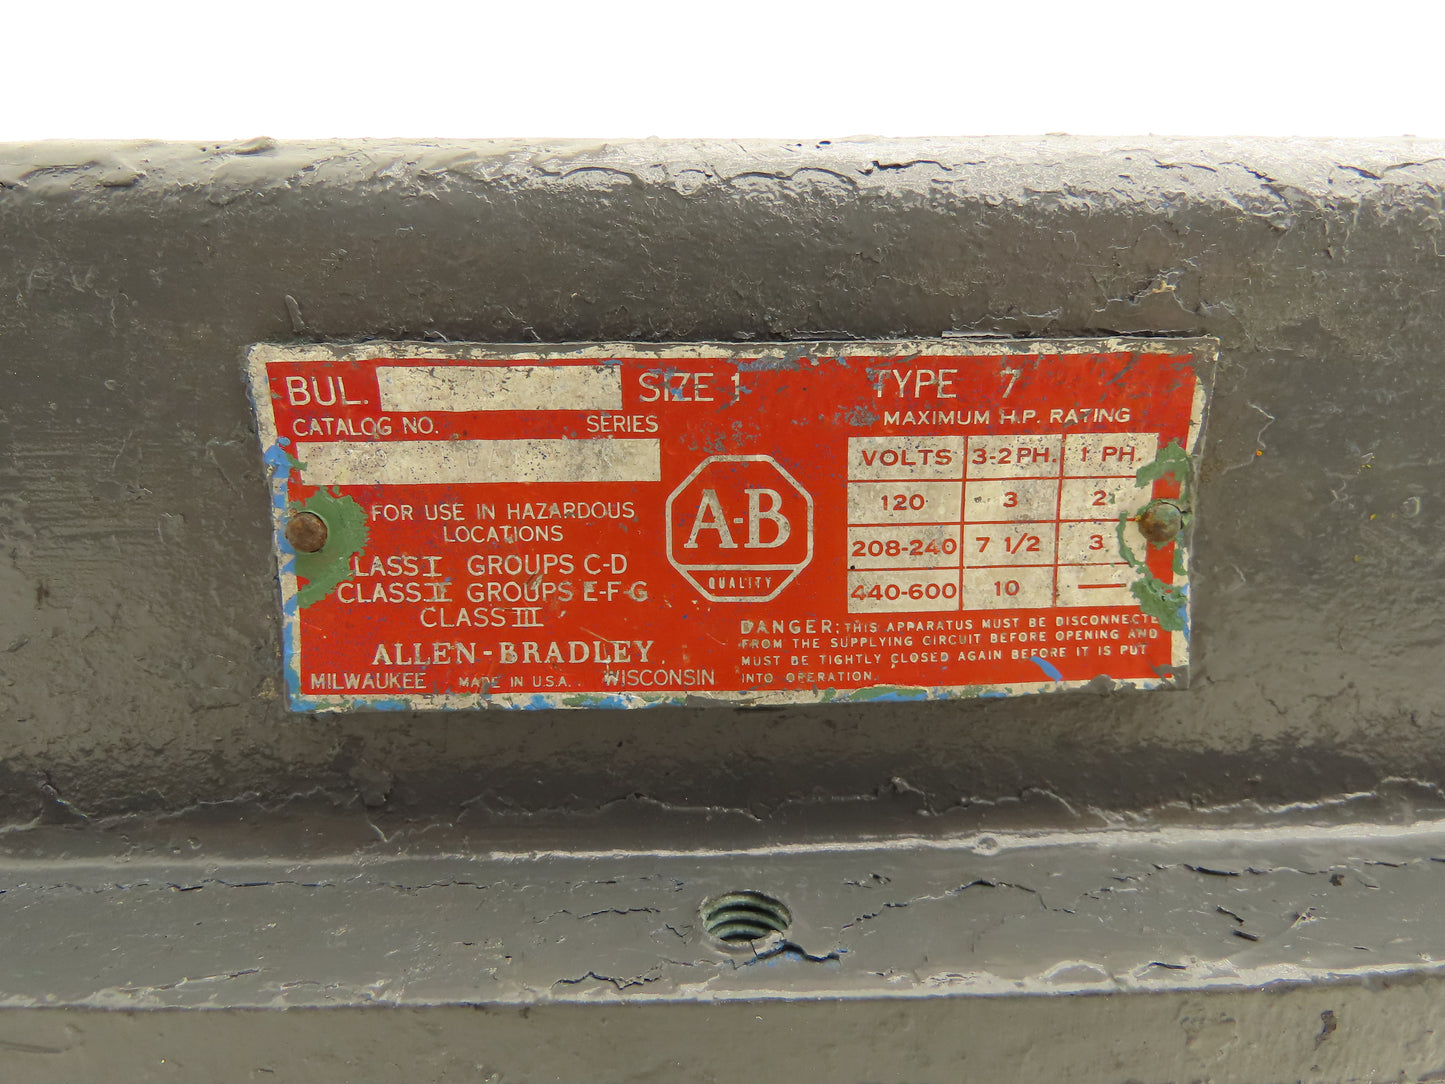 BUL. SIZE 1 TYPE 7
CATALOG NO. SERIES
FOR USE IN HAZARDOUS
LOCATIONS
LASS I GROUPS C-D
CLASS II GROUPS E-F-G
CLASS III
ALLEN-BRADLEY
MILWAUKEE MADE IN U.S.A. WISCONSIN
A-B
QUALITY
MAXIMUM H.P. RATING
VOLTS 3-2 PH. 1 PH.
120 3 2
208-240 7 1/2 3
440-600 10 —
DANGER: THIS APPARATUS MUST BE DISCONNECTE
FROM THE SUPPLYING CIRCUIT BEFORE OPENING AND
MUST BE TIGHTLY CLOSED AGAIN BEFORE IT IS PUT
INTO OPERATION.